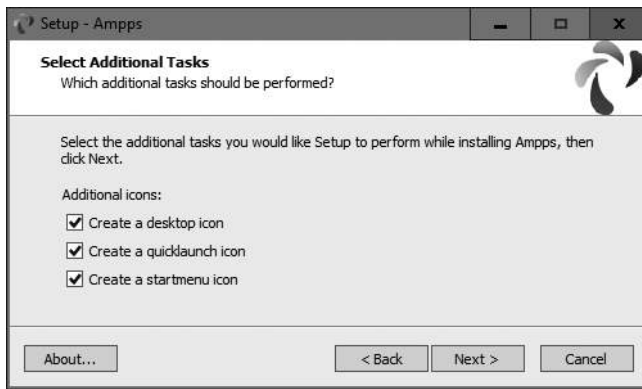 Setup - Ampps
Select Additional Tasks
Which additional tasks should be performed?
Select the additional tasks you would like Setup to perform while installing Ampps, then
click Next.
Additional icons:
Create a desktop icon
Create a quicklaunch icon
Create a startmenu icon
About... < Back Next > Cancel